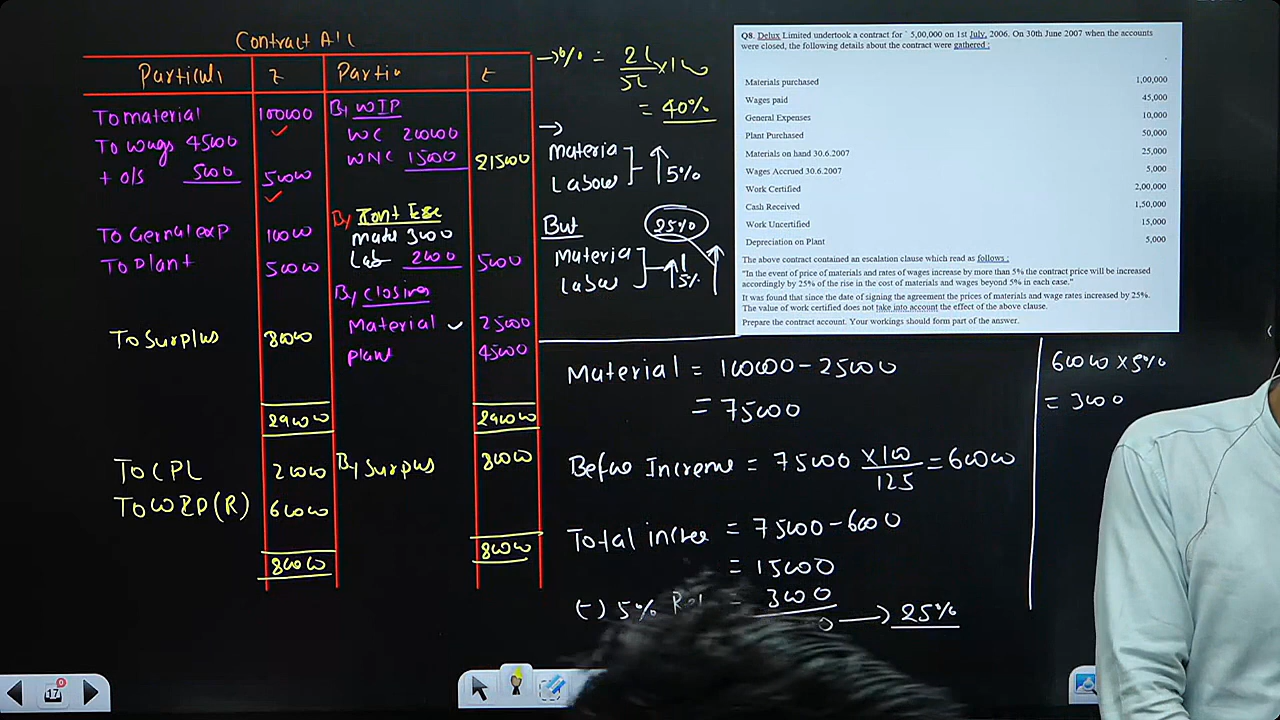 Contract A/c
Particuls ₹ Partic ₹
To material 100000 By WIP
WC 200000
To wags 45000 WNC 15000 215000
+ o/s 5000 50000
By Cont Esc
To Gernal exp 10000 mate 3000
To Plant 50000 Lab 2000 5000
By Closing
Material 25000
To Surplus 80000 plant 45000
290000 290000
To CPL 20000 By Surplus 80000
To WIP (R) 60000
80000 80000
→ % = 2L/5L × 100
= 40%
→
Materia
Labour 5%
But 25%
Materia
Labour 5%
Q8. Delux Limited undertook a contract for ` 5,00,000 on 1st July, 2006. On 30th June 2007 when the accounts
were closed, the following details about the contract were gathered :
Materials purchased 1,00,000
Wages paid 45,000
General Expenses 10,000
Plant Purchased 50,000
Materials on hand 30.6.2007 25,000
Wages Accrued 30.6.2007 5,000
Work Certified 2,00,000
Cash Received 1,50,000
Work Uncertified 15,000
Depreciation on Plant 5,000
The above contract contained an escalation clause which read as follows :
"In the event of price of materials and rates of wages increase by more than 5% the contract price will be increased
accordingly by 25% of the rise in the cost of materials and wages beyond 5% in each case."
It was found that since the date of signing the agreement the prices of materials and wage rates increased by 25%.
The value of work certified does not take into account the effect of the above clause.
Prepare the contract account. Your workings should form part of the answer.
Material = 100000 - 25000
= 75000
Before Increme = 75000 × 100/125 = 60000
Total incree = 75000 - 60000
= 15000
(-) 5% = 3000
→ 25%
60000 × 5%
= 3000
17